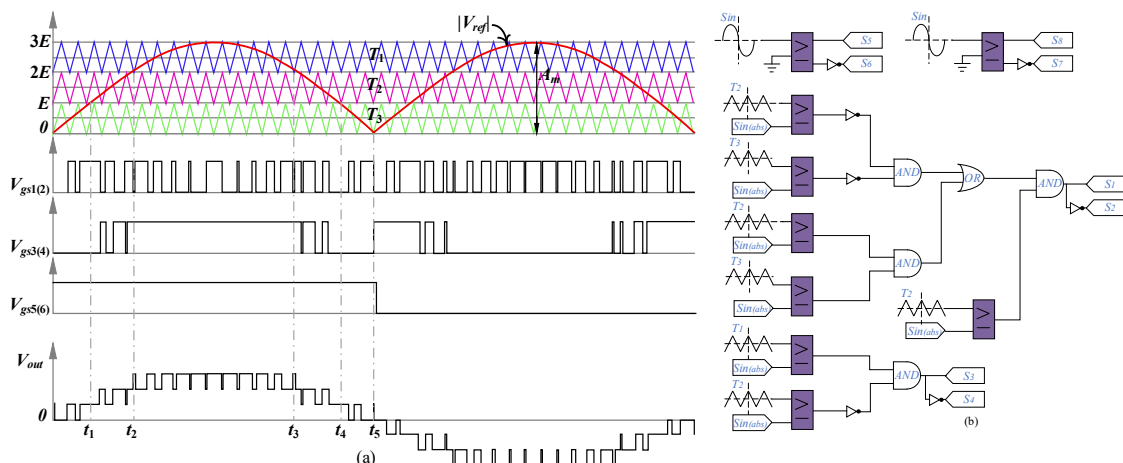 3E
2E
E
0
|Vref|
T1
T2
T3
Am
Vgs1(2)
Vgs3(4)
Vgs5(6)
Vout
0
t1 t2 t3 t4 t5
(a)
Sin
≥
S5
S6
Sin
≥
S8
S7
T2
Sin(abs)
≥
T3
Sin(abs)
≥
AND
OR
AND
S1
S2
T2
Sin(abs)
≥
T3
Sin(abs)
≥
AND
T2
Sin(abs)
≥
T1
Sin(abs)
≥
T2
Sin(abs)
≥
AND
S3
S4
(b)